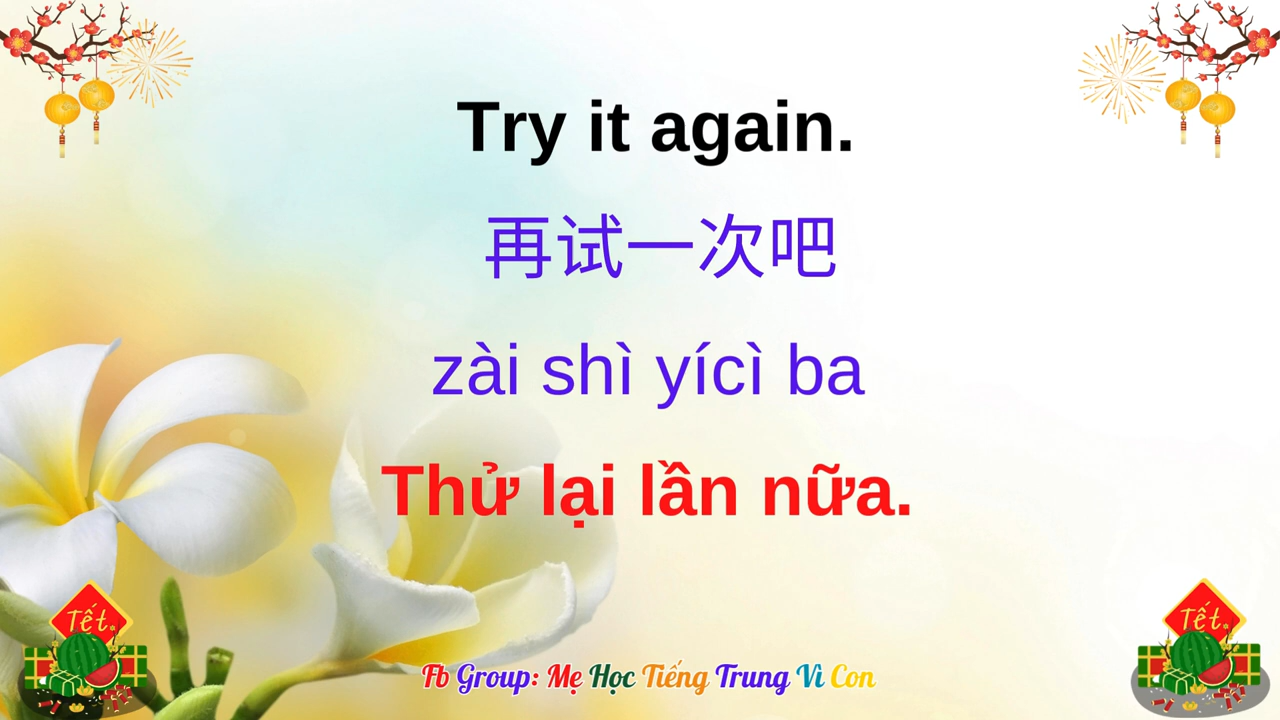 Try it again.
再试一次吧
zài shì yícì ba
Thử lại lần nữa.
Tết
Tết
Fb Group: Mẹ Học Tiếng Trung Vì Con